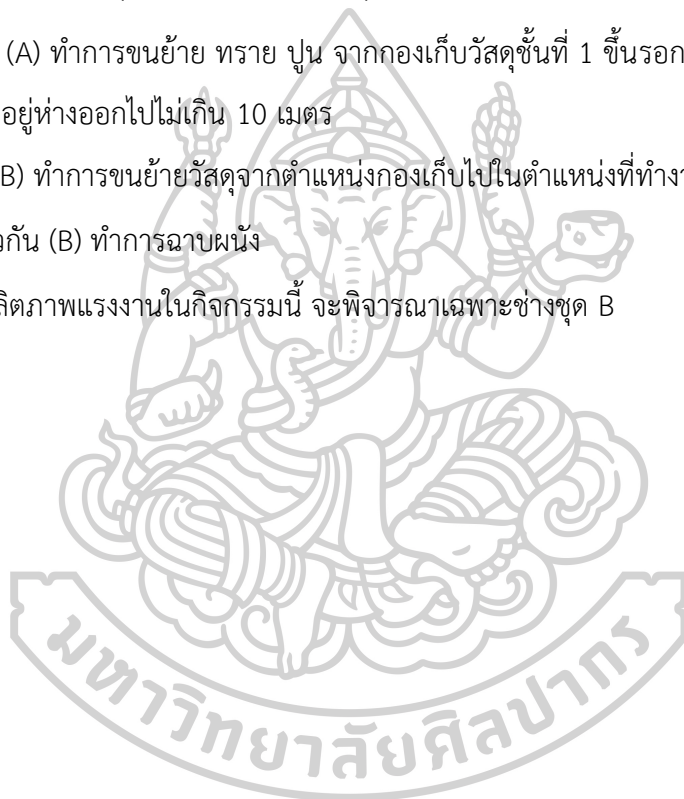 (A) ทำการขนย้าย ทราย ปูน จากกองเก็บวัสดุชั้นที่ 1 ขึ้นรอก
อยู่ห่างออกไปไม่เกิน 10 เมตร
B) ทำการขนย้ายวัสดุจากตำแหน่งกองเก็บไปในตำแหน่งที่ทำงา
กัน (B) ทำการฉาบผนัง
ลิตภาพแรงงานในกิจกรรมนี้ จะพิจารณาเฉพาะช่างชุด B
มหาวิทยาลัยศิลปากร